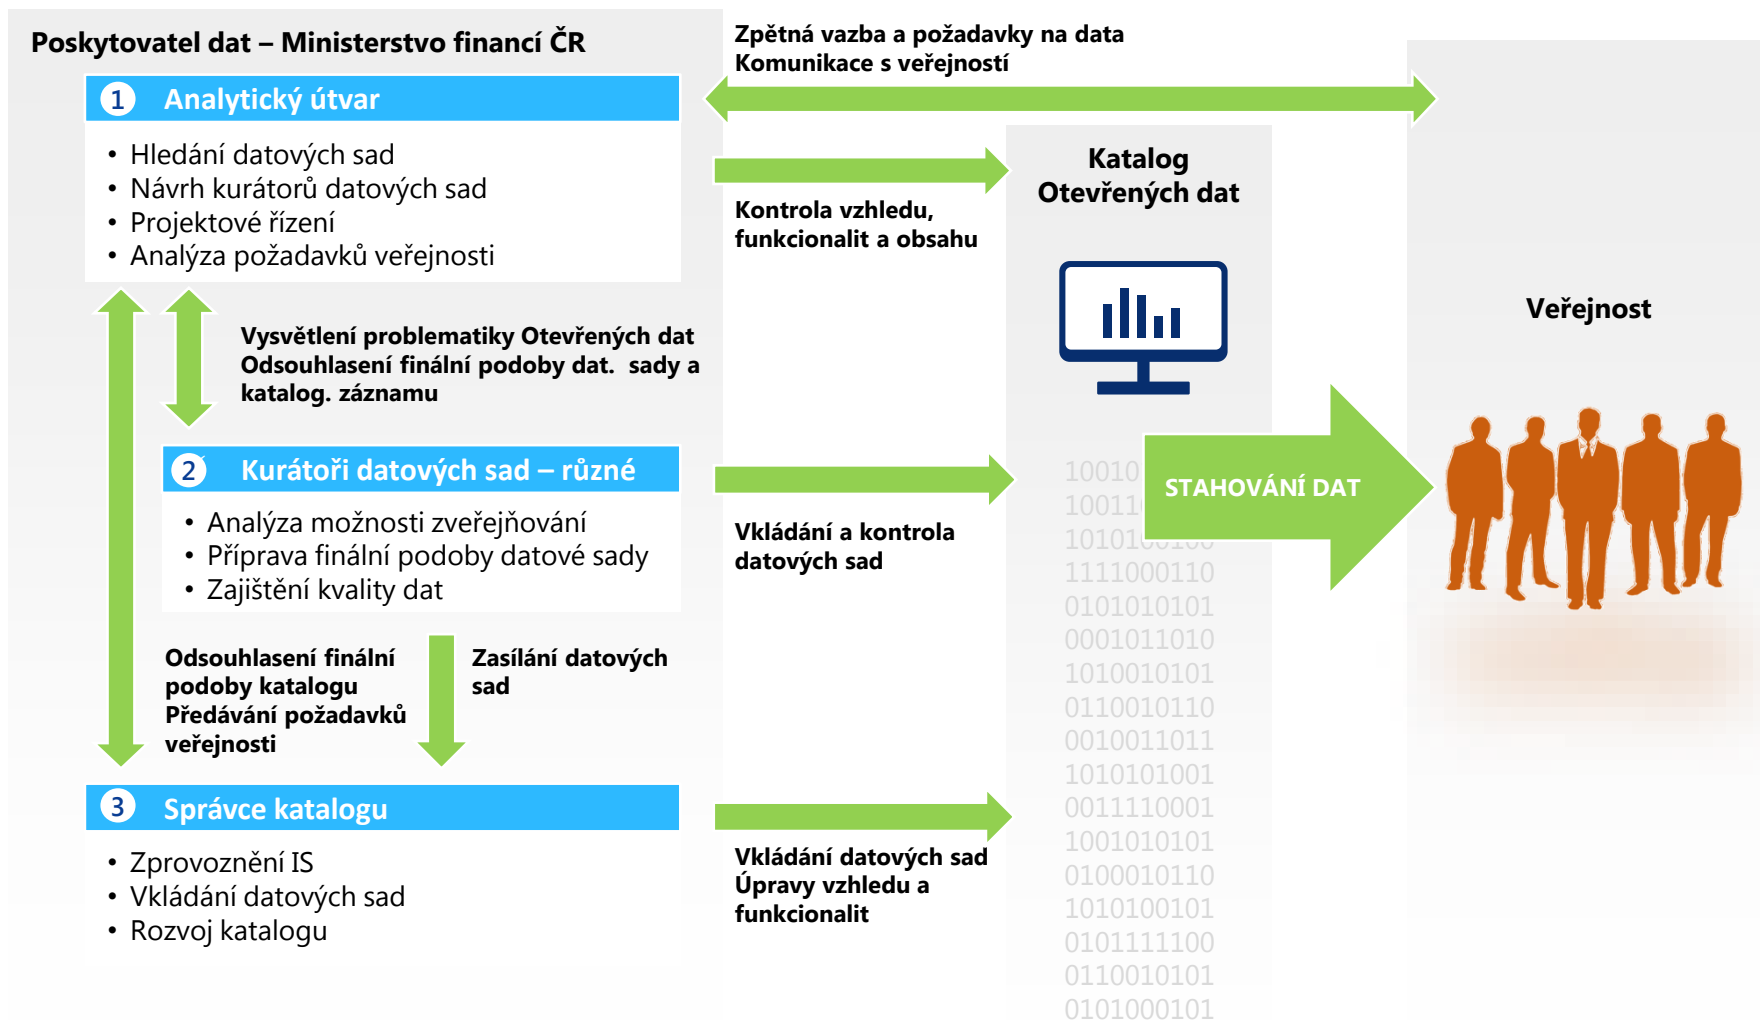 Poskytovatel dat – Ministerstvo financí ČR
1 Analytický útvar
• Hledání datových sad
• Návrh kurátorů datových sad
• Projektové řízení
• Analýza požadavků veřejnosti
Vysvětlení problematiky Otevřených dat
Odsouhlasení finální podoby dat. sady a
katalog. záznamu
2 Kurátoři datových sad – různé
• Analýza možnosti zveřejňování
• Příprava finální podoby datové sady
• Zajištění kvality dat
Odsouhlasení finální
podoby katalogu
Předávání požadavků
veřejnosti
Zasílání datových
sad
3 Správce katalogu
• Zprovoznění IS
• Vkládání datových sad
• Rozvoj katalogu
Zpětná vazba a požadavky na data
Komunikace s veřejností
Kontrola vzhledu,
funkcionalit a obsahu
Vkládání a kontrola
datových sad
Vkládání datových sad
Úpravy vzhledu a
funkcionalit
Katalog
Otevřených dat
STAHOVÁNÍ DAT
10010
10011
1010100100
1111000110
0101010101
0001011010
1010010101
0110010110
0010011011
1010101001
0011110001
1001010101
0100010110
1010100101
0101111100
0110010101
0101000101
Veřejnost